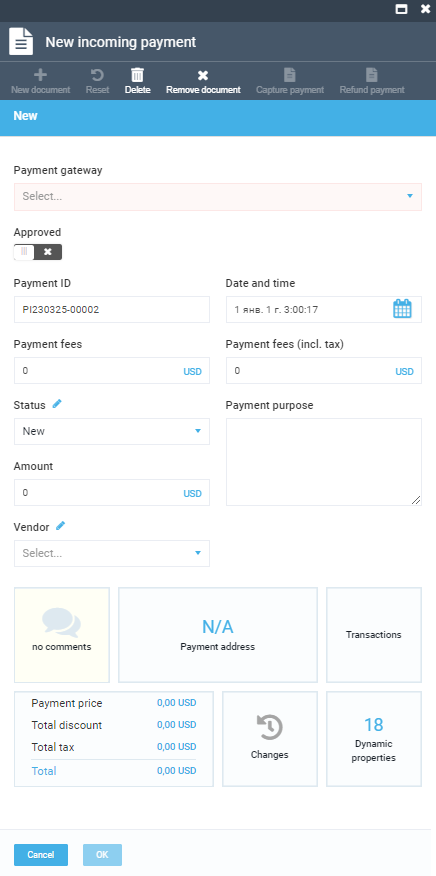 New incoming payment
New document Reset Delete Remove document Capture payment Refund payment
New
Payment gateway
Select...
Approved
Payment ID Date and time
PI230325-00002 1 янв. 1 г. 3:00:17
Payment fees Payment fees (incl. tax)
0 USD 0 USD
Status Payment purpose
New
Amount
0 USD
Vendor
Select...
no comments
N/A
Payment address
Transactions
Payment price 0,00 USD
Total discount 0,00 USD
Total tax 0,00 USD
Total 0,00 USD
Changes
18
Dynamic
properties
Cancel OK